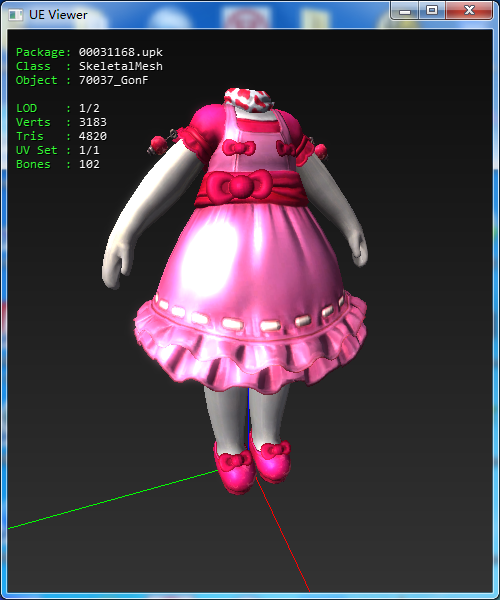 UE Viewer
Package: 00031168.upk
Class  : SkeletalMesh
Object : 70037_GonF
LOD    : 1/2
Verts  : 3183
Tris   : 4820
UV Set : 1/1
Bones  : 102